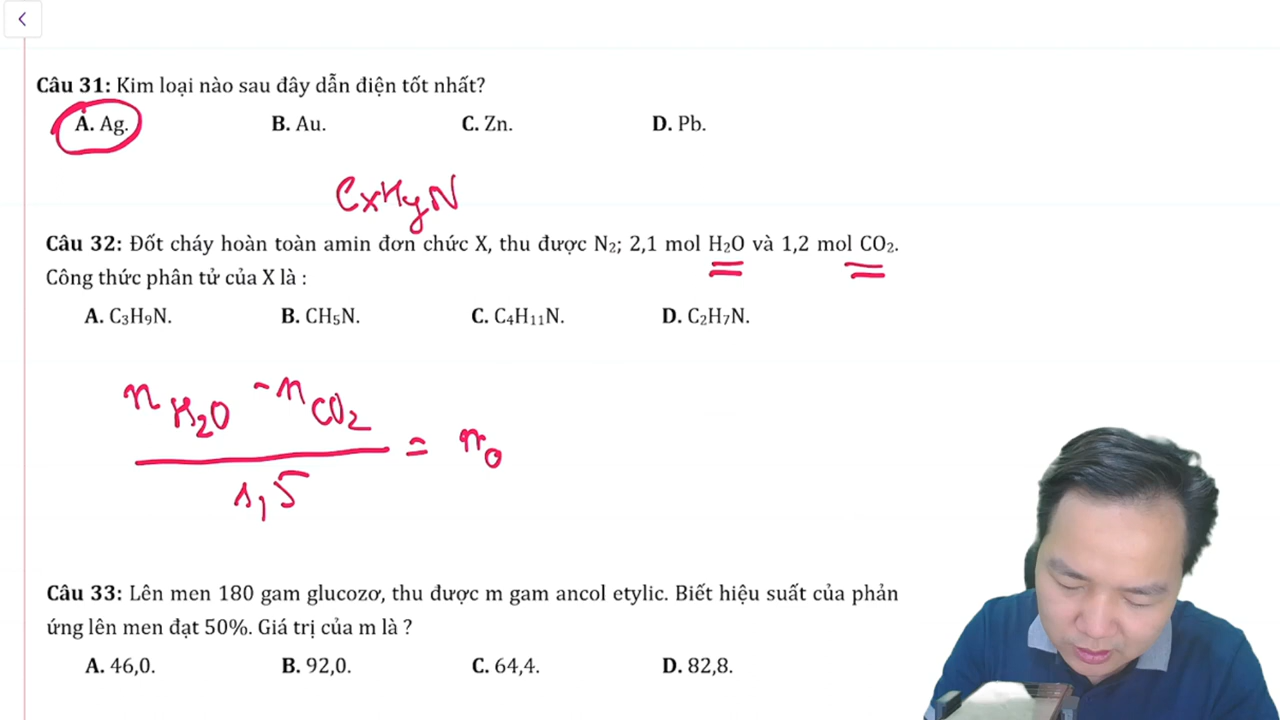 Câu 31: Kim loại nào sau đây dẫn điện tốt nhất?
A. Ag. B. Au. C. Zn. D. Pb.
CxHyN
Câu 32: Đốt cháy hoàn toàn amin đơn chức X, thu được N₂; 2,1 mol H₂O và 1,2 mol CO₂.
Công thức phân tử của X là :
A. C₃H₉N. B. CH₅N. C. C₄H₁₁N. D. C₂H₇N.
n H₂O - n CO₂
= n₀
1,5
Câu 33: Lên men 180 gam glucozơ, thu được m gam ancol etylic. Biết hiệu suất của phản
ứng lên men đạt 50%. Giá trị của m là ?
A. 46,0. B. 92,0. C. 64,4. D. 82,8.